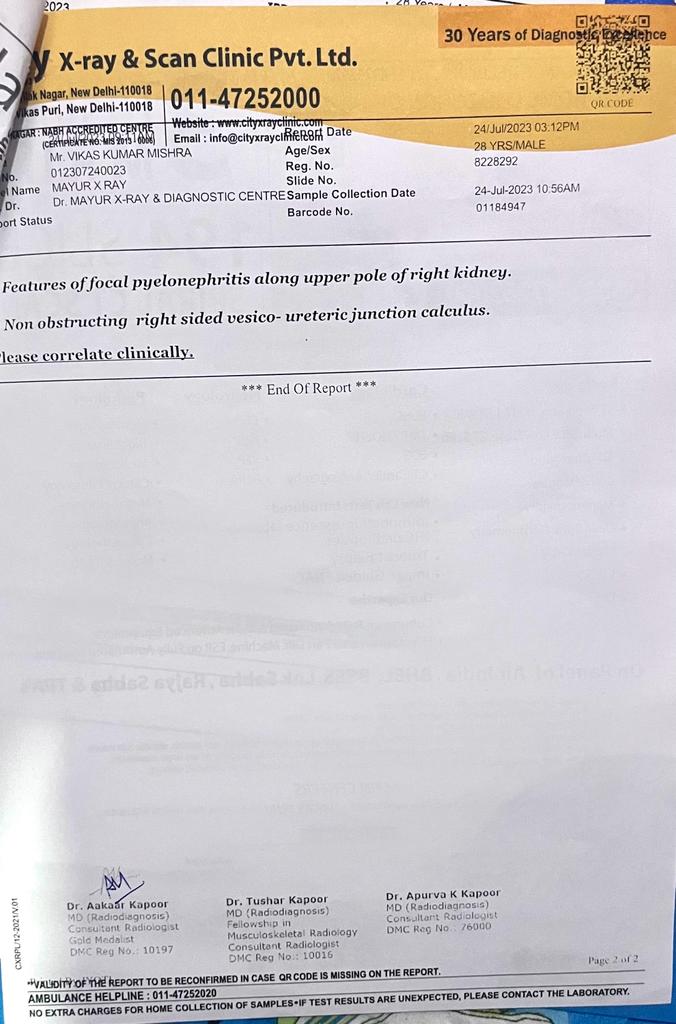 2023
30 Years of Diagnostic Excellence
y X-ray & Scan Clinic Pvt. Ltd.
QR CODE
Nagar, New Delhi-110018
Vikas Puri, New Delhi-110018
011-47252000
Website : www.cityxrayclinic.com
Email : info@cityxrayclinic.com
NAGAR : NABH ACCREDITED CENTRE
(CERTIFICATE NO. MIS 2013 - 0006)
Report Date 24/Jul/2023 03:12PM
Mr. VIKAS KUMAR MISHRA Age/Sex 28 YRS/MALE
No. 012307240023 Reg. No. 8228292
el Name MAYUR X RAY Slide No.
Dr. Dr. MAYUR X-RAY & DIAGNOSTIC CENTRE Sample Collection Date 24-Jul-2023 10:56AM
port Status Barcode No. 01184947
Features of focal pyelonephritis along upper pole of right kidney.
Non obstructing right sided vesico- ureteric junction calculus.
lease correlate clinically.
*** End Of Report ***
Dr. Aakaar Kapoor
MD (Radiodiagnosis)
Consultant Radiologist
Gold Medalist
DMC Reg No.: 10197
Dr. Tushar Kapoor
MD (Radiodiagnosis)
Fellowship in
Musculoskeletal Radiology
Consultant Radiologist
DMC Reg No.: 10016
Dr. Apurva K Kapoor
MD (Radiodiagnosis)
Consultant Radiologist
DMC Reg No.: 76000
CXRPL/12-2021/V.01
Page 2 of 2
*VALIDITY OF THE REPORT TO BE RECONFIRMED IN CASE QR CODE IS MISSING ON THE REPORT.
AMBULANCE HELPLINE : 011-47252020
NO EXTRA CHARGES FOR HOME COLLECTION OF SAMPLES*IF TEST RESULTS ARE UNEXPECTED, PLEASE CONTACT THE LABORATORY.